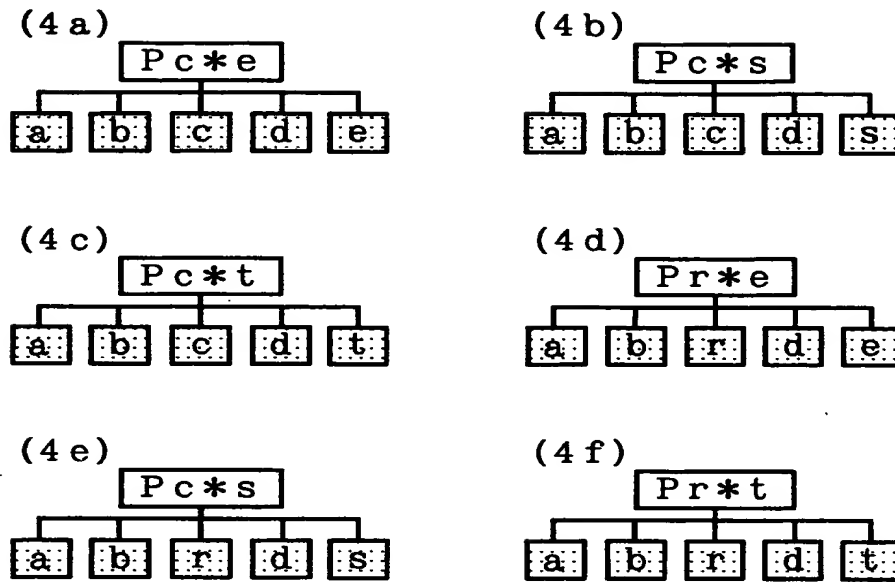 (4a) (4b)
Pc*e Pc*s
a b c d e a b c d s
(4c) (4d)
Pc*t Pr*e
a b c d t a b r d e
(4e) (4f)
Pc*s Pr*t
a b r d s a b r d t